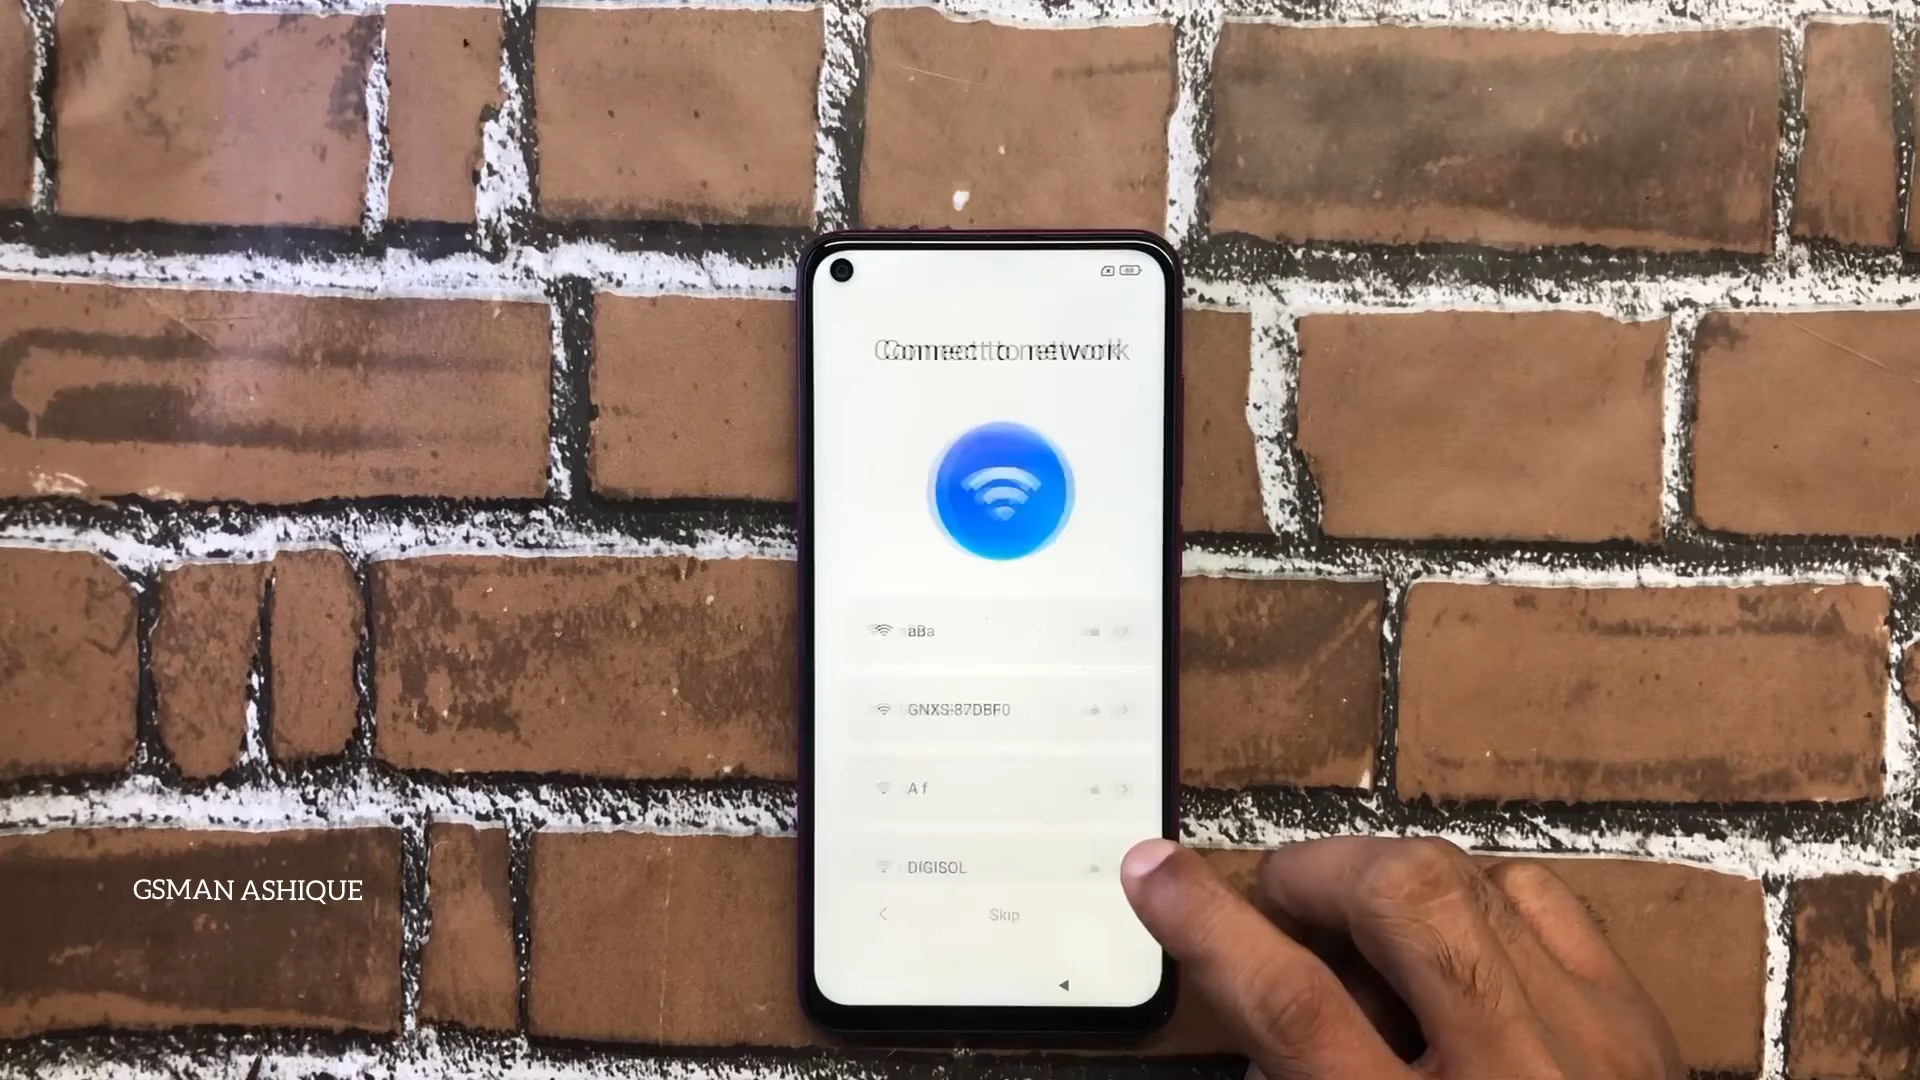 Connect to network
aBa
GNXS-87DBF0
A f
DIGISOL
Skip
GSMAN ASHIQUE